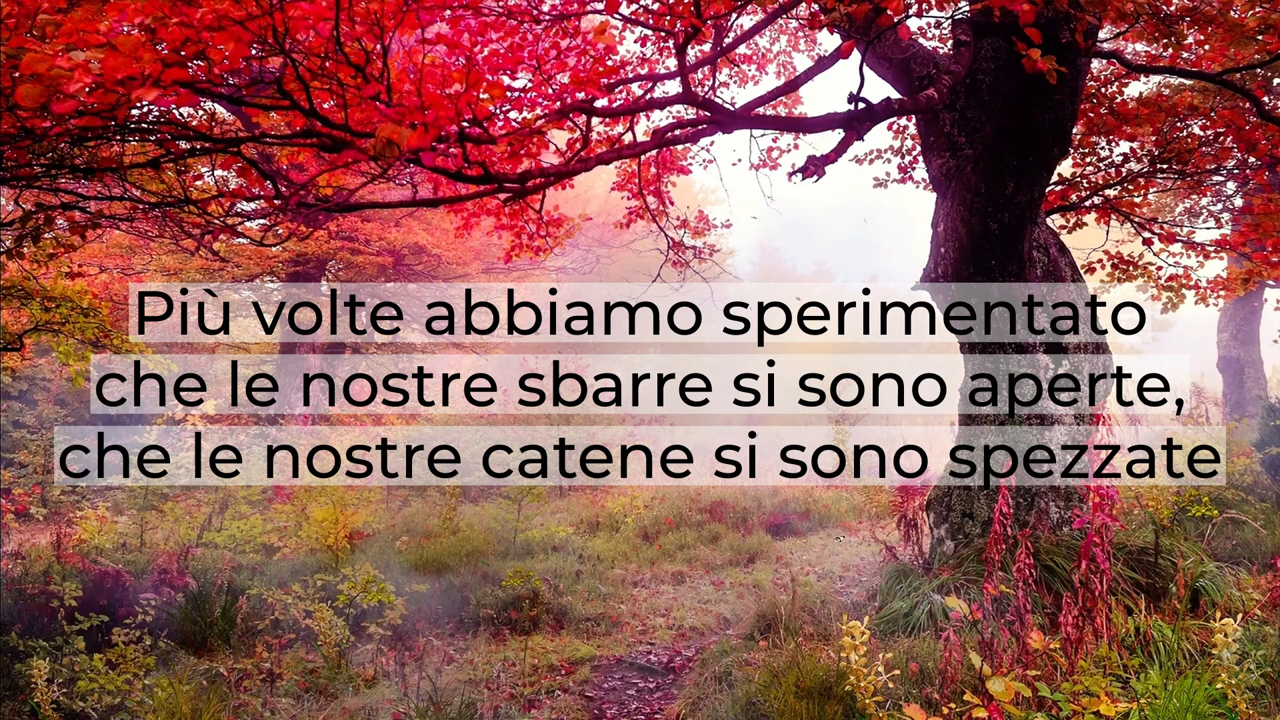 Più volte abbiamo sperimentato
che le nostre sbarre si sono aperte,
che le nostre catene si sono spezzate